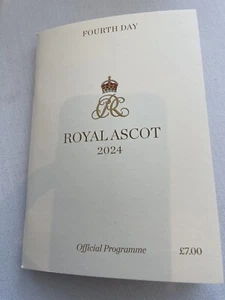 FOURTH DAY
ROYAL ASCOT
2024
Official Programme £7.00